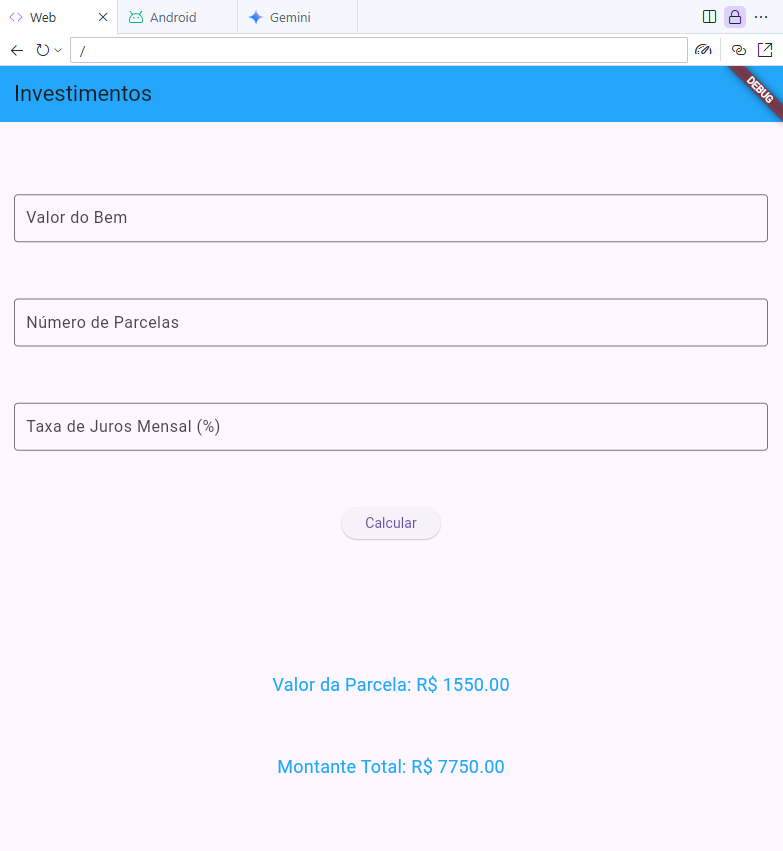 Web
Android
Gemini
/
Investimentos
DEBUG
Valor do Bem
Número de Parcelas
Taxa de Juros Mensal (%)
Calcular
Valor da Parcela: R$ 1550.00
Montante Total: R$ 7750.00